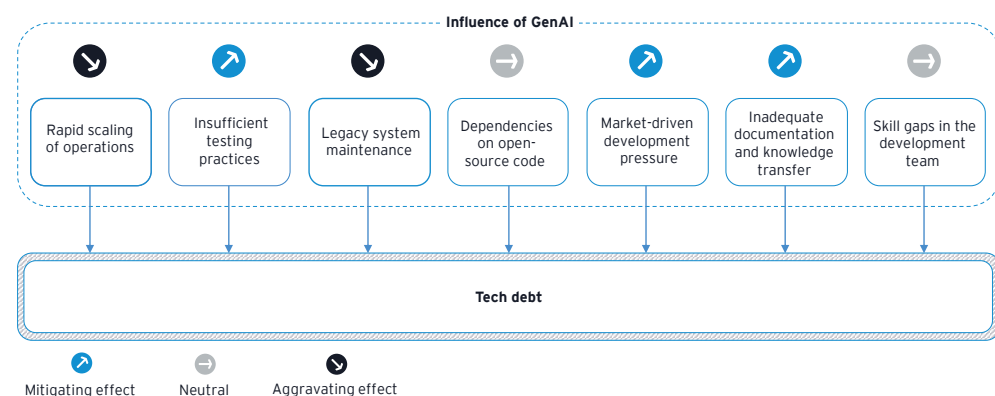 Influence of GenAI
Rapid scaling
of operations
Insufficient
testing
practices
Legacy system
maintenance
Dependencies
on open-
source code
Market-driven
development
pressure
Inadequate
documentation
and knowledge
transfer
Skill gaps in the
development
team
Tech debt
Mitigating effect
Neutral
Aggravating effect